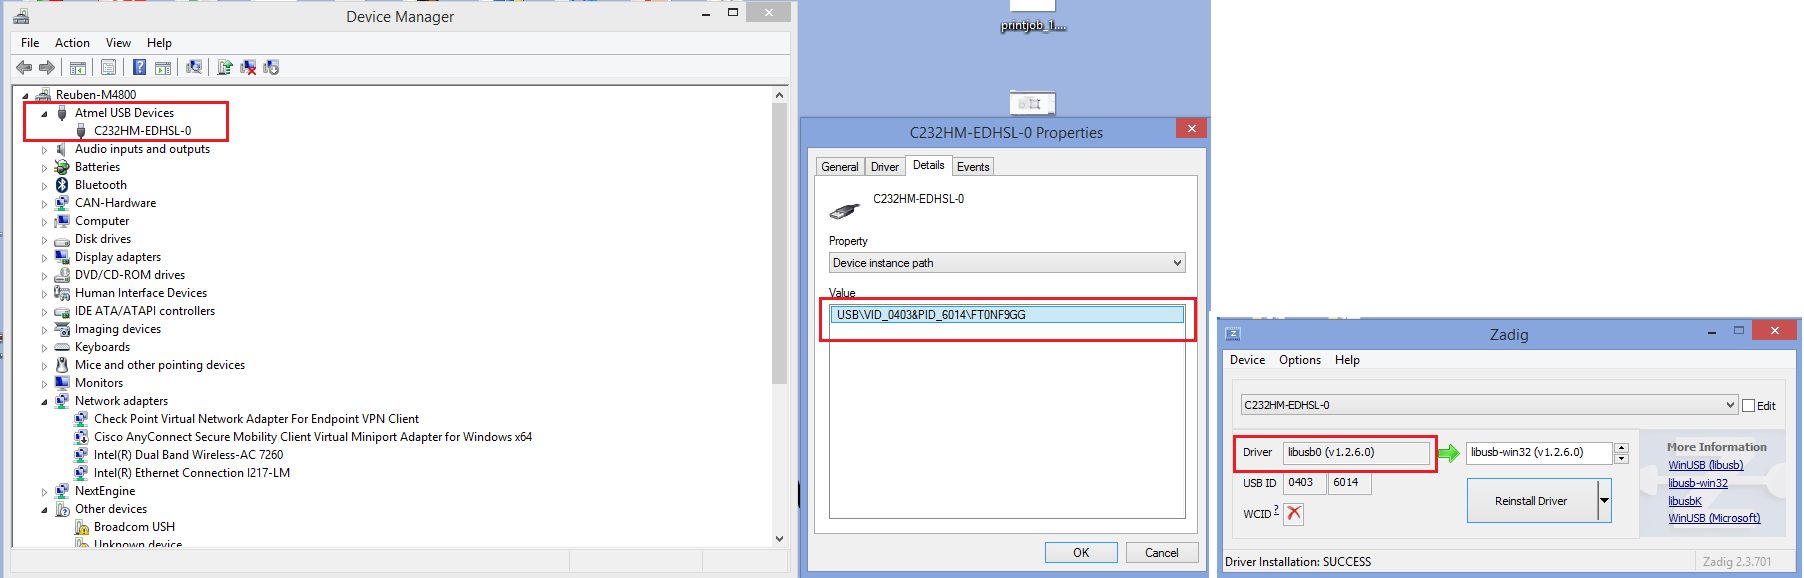 Device Manager
File Action View Help
Reuben-M4800
Atmel USB Devices
C232HM-EDHSL-0
Audio inputs and outputs
Batteries
Bluetooth
CAN-Hardware
Computer
Disk drives
Display adapters
DVD/CD-ROM drives
Human Interface Devices
IDE ATA/ATAPI controllers
Imaging devices
Keyboards
Mice and other pointing devices
Monitors
Network adapters
Check Point Virtual Network Adapter For Endpoint VPN Client
Cisco AnyConnect Secure Mobility Client Virtual Miniport Adapter for Windows x64
Intel(R) Dual Band Wireless-AC 7260
Intel(R) Ethernet Connection I217-LM
NextEngine
Other devices
Broadcom USH
Unknown device
printjob_1....
C232HM-EDHSL-0 Properties
General Driver Details Events
C232HM-EDHSL-0
Property
Device instance path
Value
USB\VID_0403&PID_6014\FT0NF9GG
OK Cancel
Zadig
Device Options Help
C232HM-EDHSL-0 Edit
Driver libusb0 (v1.2.6.0) libusb-win32 (v1.2.6.0)
USB ID 0403 6014
WCID ?
Reinstall Driver
More Information
WinUSB (libusb)
libusb-win32
libusbK
WinUSB (Microsoft)
Driver Installation: SUCCESS Zadig 2.3.701